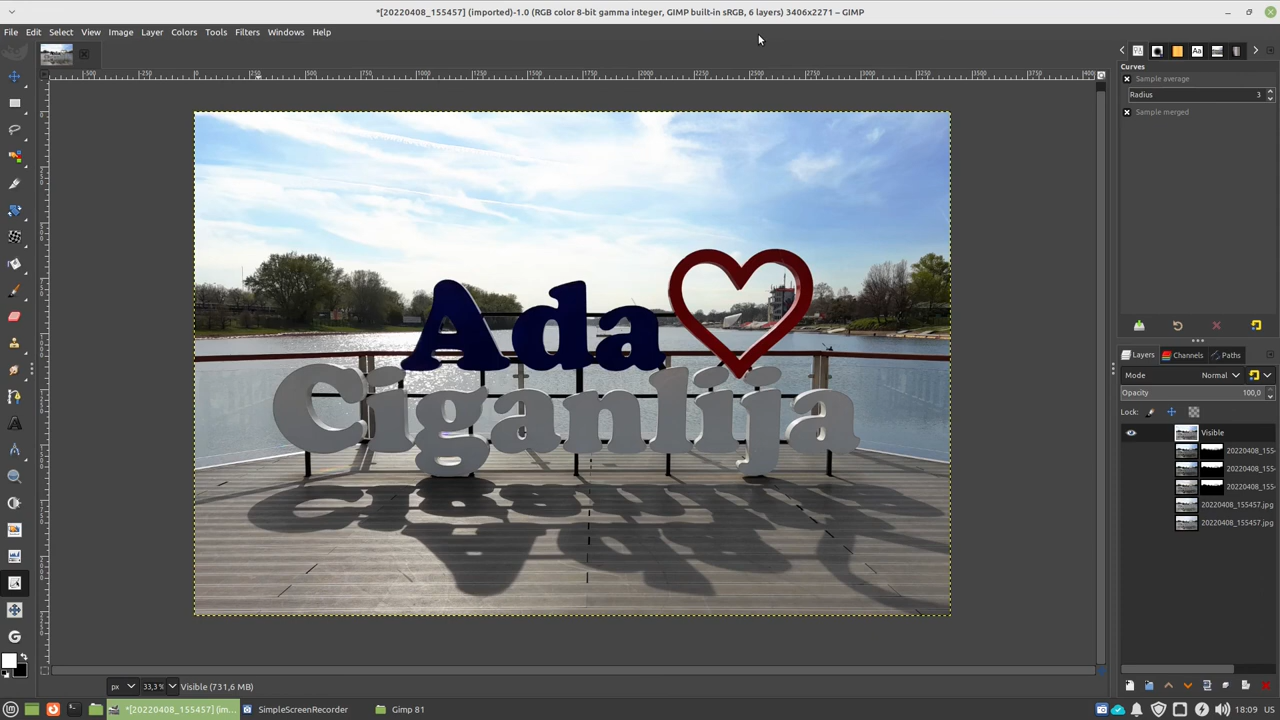 *[20220408_155457] (imported)-1.0 (RGB color 8-bit gamma integer, GIMP built-in sRGB, 6 layers) 3406x2271 – GIMP
File Edit Select View Image Layer Colors Tools Filters Windows Help
Curves
Sample average
Radius 3
Sample merged
Ada
Ciganlija
Layers Channels Paths
Mode Normal
Opacity 100,0
Lock:
Visible
20220408_155
20220408_155
20220408_155
20220408_155457.jpg
20220408_155457.jpg
px 33,3 % Visible (731,6 MB)
*[20220408_155457] (im... SimpleScreenRecorder Gimp 81 18:09 US